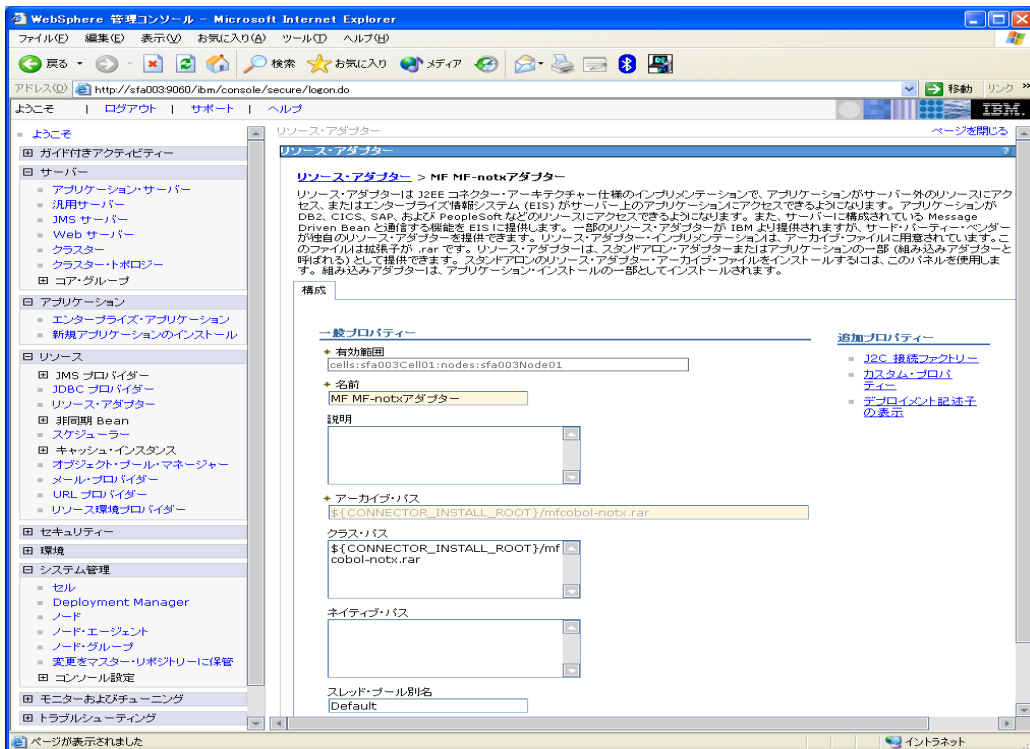 WebSphere 管理コンソール - Microsoft Internet Explorer
ファイル(F) 編集(E) 表示(V) お気に入り(A) ツール(T) ヘルプ(H)
戻る 検索 お気に入り メディア
アドレス(D) http://sfa003:9060/ibm/console/secure/logon.do 移動 リンク »
ようこそ | ログアウト | サポート | ヘルプ IBM.
ようこそ
ガイド付きアクティビティー
サーバー
アプリケーション・サーバー
汎用サーバー
JMS サーバー
Web サーバー
クラスター
クラスター・トポロジー
コア・グループ
アプリケーション
エンタープライズ・アプリケーション
新規アプリケーションのインストール
リソース
JMS プロバイダー
JDBC プロバイダー
リソース・アダプター
非同期 Bean
スケジューラー
キャッシュ・インスタンス
オブジェクト・プール・マネージャー
メール・プロバイダー
URL プロバイダー
リソース環境プロバイダー
セキュリティー
環境
システム管理
セル
Deployment Manager
ノード
ノード・エージェント
ノード・グループ
変更をマスター・リポジトリーに保管
コンソール設定
モニターおよびチューニング
トラブルシューティング
リソース・アダプター ページを閉じる
リソース・アダプター ?
リソース・アダプター > MF MF-notxアダプター
リソース・アダプターは J2EE コネクター・アーキテクチャー仕様のインプリメンテーションで、アプリケーションがサーバー外のリソースにアク
セス、またはエンタープライズ情報システム (EIS) がサーバー上のアプリケーションにアクセスできるようになります。アプリケーションが
DB2、CICS、SAP、および PeopleSoft などのリソースにアクセスできるようになります。また、サーバーに構成されている Message
Driven Bean と通信する機能を EIS に提供します。一部のリソース・アダプターが IBM より提供されますが、サード・パーティー・ベンダー
が独自のリソース・アダプターを提供できます。リソース・アダプター・インプリメンテーションは、アーカイブ・ファイルに用意されています。こ
のファイルは拡張子が .rar です。リソース・アダプターは、スタンドアロン・アダプターまたはアプリケーションの一部 (組み込みアダプターと
呼ばれる) として提供できます。スタンドアロンのリソース・アダプター・アーカイブ・ファイルをインストールするには、このパネルを使用しま
す。組み込みアダプターは、アプリケーション・インストールの一部としてインストールされます。
構成
一般プロパティー
有効範囲
cells:sfa003Cell01:nodes:sfa003Node01
名前
MF MF-notxアダプター
説明
アーカイブ・パス
${CONNECTOR_INSTALL_ROOT}/mfcobol-notx.rar
クラス・パス
${CONNECTOR_INSTALL_ROOT}/mf
cobol-notx.rar
ネイティブ・パス
スレッド・プール別名
Default
追加プロパティー
J2C 接続ファクトリー
カスタム・プロパ
ティー
デプロイメント記述子
の表示
ページが表示されました イントラネット